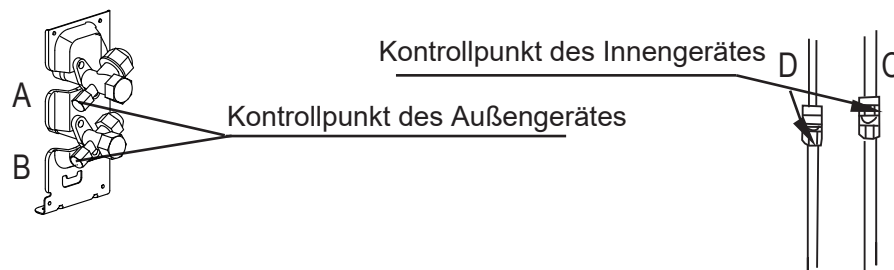 Kontrollpunkt des Innengerätes
D
C
A
Kontrollpunkt des Außengerätes
B